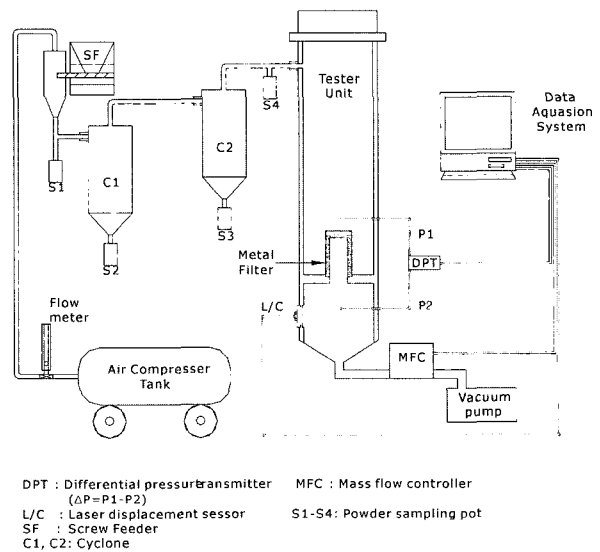 SF
Tester
Unit
S4
Data
Aquasion
System
C2
C1
S1
P1
S3
Metal
Filter
DPT
S2
L/C
P2
Flow
meter
MFC
Air Compresser
Tank
Vacuum
pump
DPT : Differential pressuretransmitter
(ΔP=P1-P2)
MFC : Mass flow controller
L/C : Laser displacement sessor
S1-S4: Powder sampling pot
SF : Screw Feeder
C1, C2: Cyclone